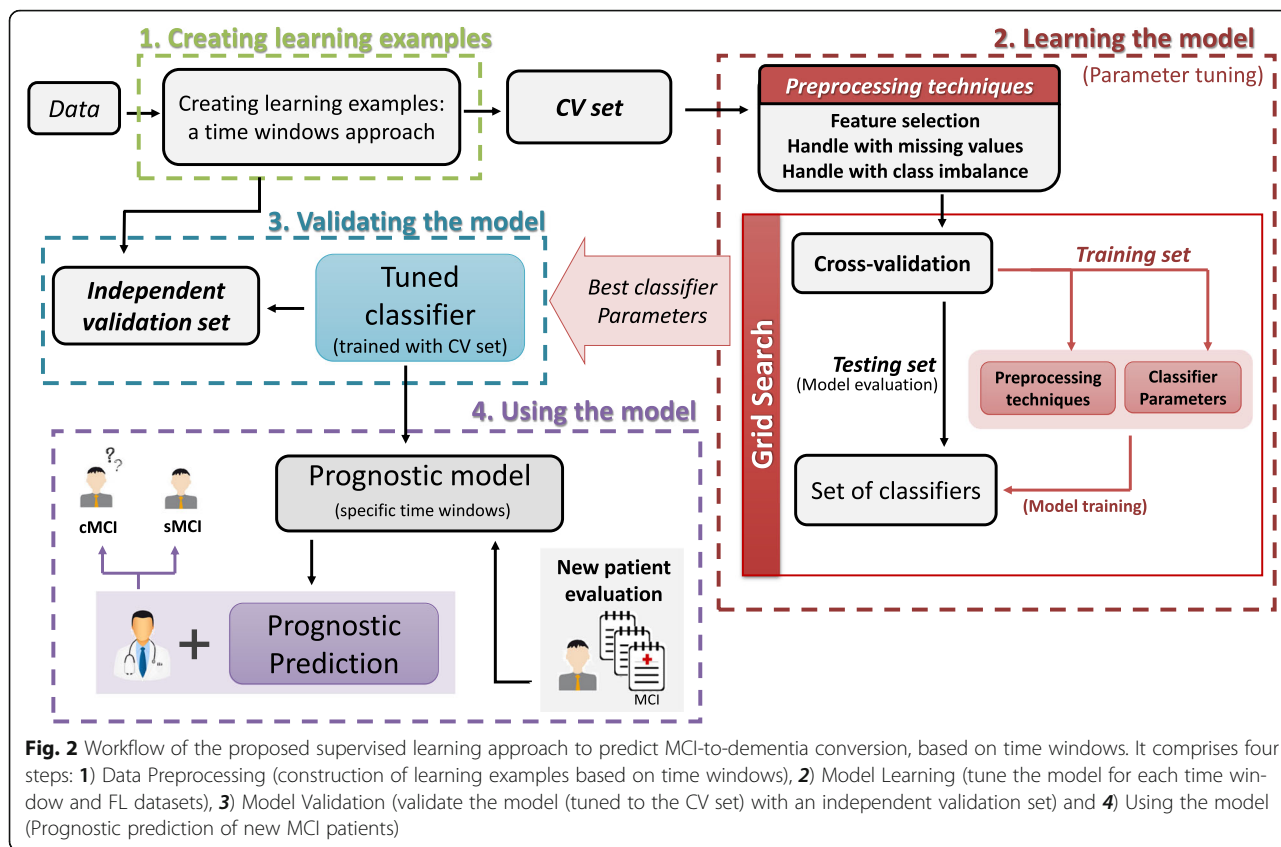 1. Creating learning examples
2. Learning the model
(Parameter tuning)
Data
Creating learning examples:
a time windows approach
CV set
Preprocessing techniques
Feature selection
Handle with missing values
Handle with class imbalance
3. Validating the model
Independent
validation set
Tuned
classifier
(trained with CV set)
Best classifier
Parameters
Grid Search
Cross-validation
Training set
Testing set
(Model evaluation)
Preprocessing
techniques
Classifier
Parameters
Set of classifiers
(Model training)
4. Using the model
? ?
cMCI
sMCI
Prognostic model
(specific time windows)
New patient
evaluation
MCI
+
Prognostic
Prediction
Fig. 2 Workflow of the proposed supervised learning approach to predict MCI-to-dementia conversion, based on time windows. It comprises four
steps: 1) Data Preprocessing (construction of learning examples based on time windows), 2) Model Learning (tune the model for each time win-
dow and FL datasets), 3) Model Validation (validate the model (tuned to the CV set) with an independent validation set) and 4) Using the model
(Prognostic prediction of new MCI patients)